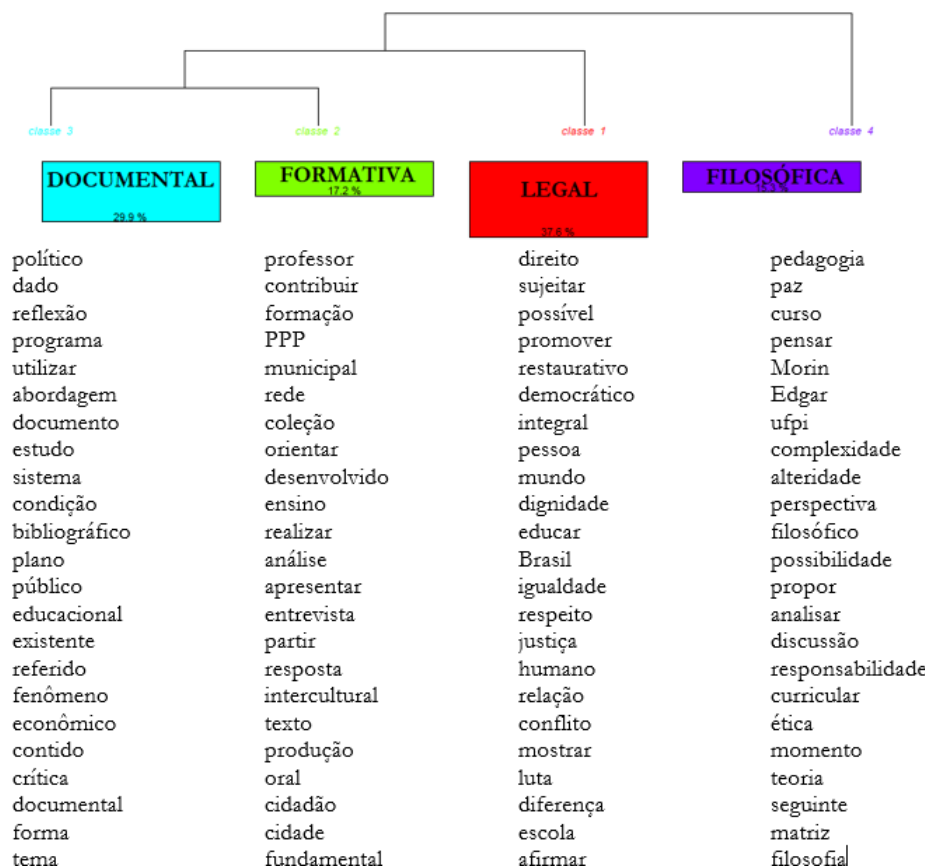 classe 3
DOCUMENTAL
29.9 %
político
dado
reflexão
programa
utilizar
abordagem
documento
estudo
sistema
condição
bibliográfico
plano
público
educacional
existente
referido
fenômeno
econômico
contido
crítica
documental
forma
tema
classe 2
FORMATIVA
17.2 %
professor
contribuir
formação
PPP
municipal
rede
coleção
orientar
desenvolvido
ensino
realizar
análise
apresentar
entrevista
partir
resposta
intercultural
texto
produção
oral
cidadão
cidade
fundamental
classe 1
LEGAL
37.6 %
direito
sujeitar
possível
promover
restaurativo
democrático
integral
pessoa
mundo
dignidade
educar
Brasil
igualdade
respeito
justiça
humano
relação
conflito
mostrar
luta
diferença
escola
afirmar
classe 4
FILOSÓFICA
15.3 %
pedagogia
paz
curso
pensar
Morin
Edgar
ufpi
complexidade
alteridade
perspectiva
filosófico
possibilidade
propor
analisar
discussão
responsabilidade
curricular
ética
momento
teoria
seguinte
matriz
filosofia